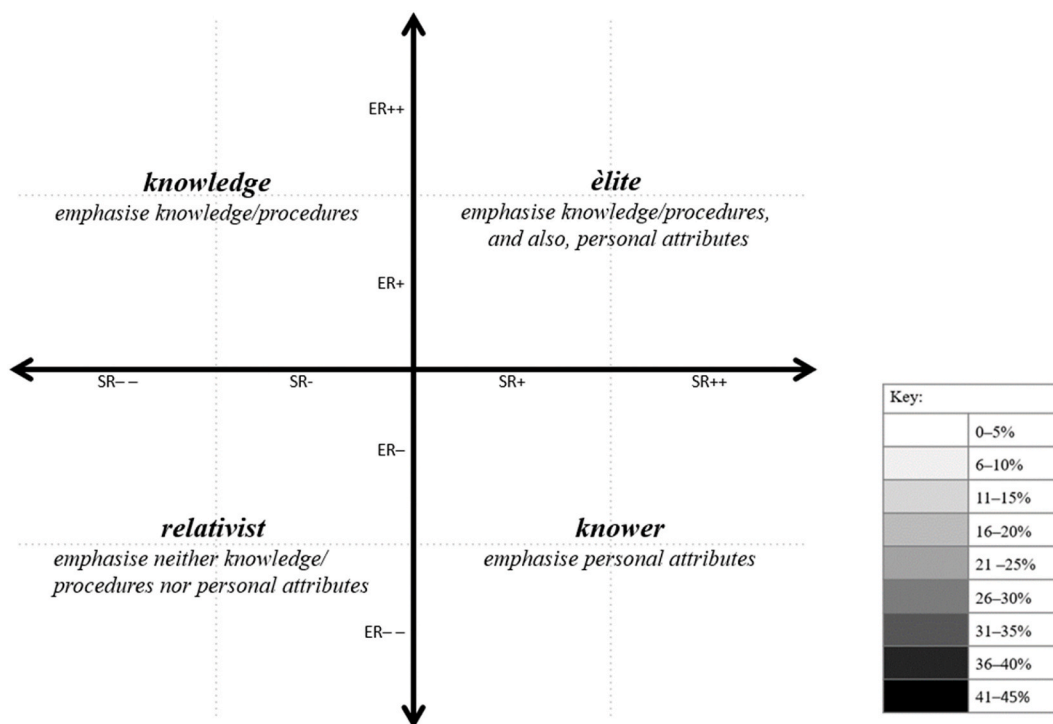 ER++
knowledge
emphasise knowledge/procedures
èlite
emphasise knowledge/procedures,
and also, personal attributes
ER+
SR– –
SR-
SR+
SR++
ER–
relativist
emphasise neither knowledge/
procedures nor personal attributes
knower
emphasise personal attributes
ER– –
Key:
0–5%
6–10%
11–15%
16–20%
21 –25%
26–30%
31–35%
36–40%
41–45%